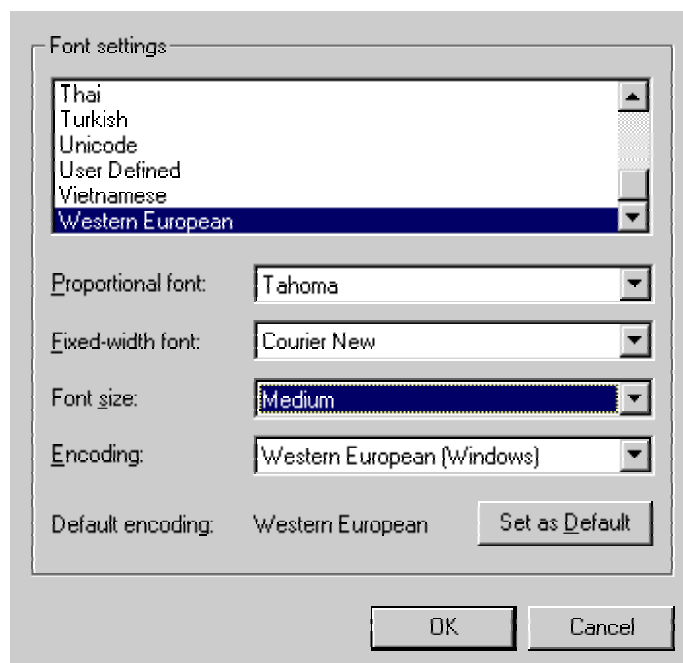 Font settings
Thai
Turkish
Unicode
User Defined
Vietnamese
Western European
Proportional font: Tahoma
Fixed-width font: Courier New
Font size: Medium
Encoding: Western European (Windows)
Default encoding: Western European Set as Default
OK Cancel